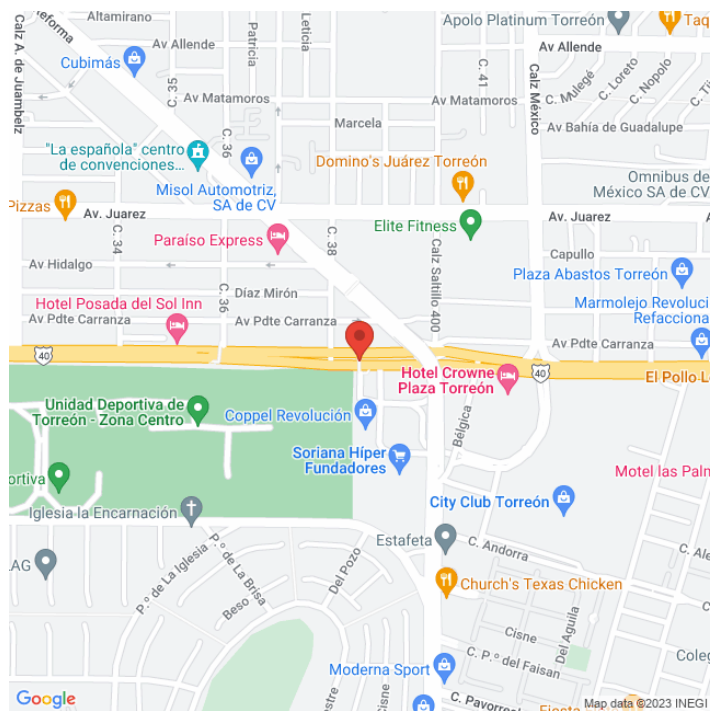 Calz A. de Juambelz
Reforma
Altamirano
Patricia
Leticia
Apolo Platinum Torreón
Taq
Cubimás
Av Allende
Av Allende
C. 35
C. 41
Calz México
C. Mulegé
C. Loreto
C. Nopolo
Av Matamoros
Av Matamoros
Marcela
Av Bahía de Guadalupe
C. 36
"La española" centro
de convenciones...
Misol Automotriz,
SA de CV
Domino's Juárez Torreón
Omnibus de
México SA de CV
Pizzas
Av. Juarez
Av. Juarez
C. 34
C. 38
Elite Fitness
Paraíso Express
Calz Saltillo 400
Capullo
Av Hidalgo
Plaza Abastos Torreón
C. 36
Díaz Mirón
Hotel Posada del Sol Inn
Marmolejo Revoluci
Refacciona
Av Pdte Carranza
Av Pdte Carranza
Av Pdte Carranza
40
Hotel Crowne
Plaza Torreón
40
El Pollo L
Unidad Deportiva de
Torreón - Zona Centro
Coppel Revolución
Bélgica
Soriana Híper
Fundadores
Motel las Palm
ortiva
City Club Torreón
Iglesia la Encarnación
Estafeta
C. Andorra
C. Ale
LAG
P.º de La Iglesia
P.º de La Brisa
Del Pozo
Beso
Church's Texas Chicken
Cisne
Del Aguila
C. P.º del Faisan
Coleg
Moderna Sport
Cisne
estre
C. Pavorreal
Fiesta
Google
Map data ©2023 INEGI